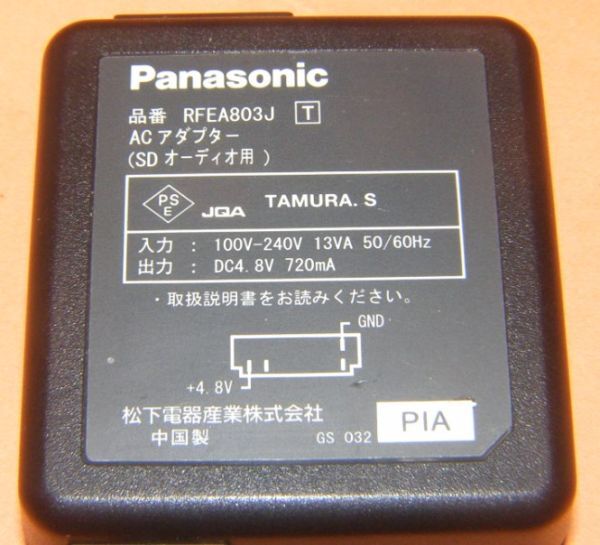 Panasonic
品番 RFEA803J T
ACアダプター
(SDオーディオ用)
PS
E JQA TAMURA. S
入力 : 100V-240V 13VA 50/60Hz
出力 : DC4.8V 720mA
・取扱説明書をお読みください。
GND
+4.8V
松下電器産業株式会社
中国製 GS 032 PIA